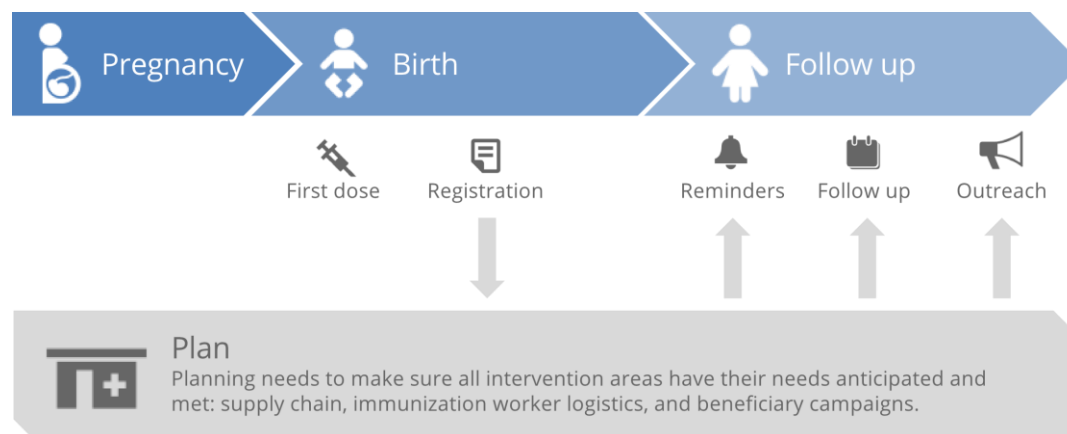 Pregnancy
Birth
Follow up
First dose
Registration
Reminders
Follow up
Outreach
Plan
Planning needs to make sure all intervention areas have their needs anticipated and
met: supply chain, immunization worker logistics, and beneficiary campaigns.